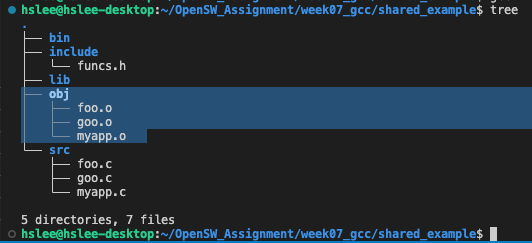 hslee@hslee-desktop:~/OpenSW_Assignment/week07_gcc/shared_example$ tree
.
├── bin
├── include
│   └── funcs.h
├── lib
├── obj
│   ├── foo.o
│   ├── goo.o
│   └── myapp.o
└── src
    ├── foo.c
    ├── goo.c
    └── myapp.c
5 directories, 7 files
hslee@hslee-desktop:~/OpenSW_Assignment/week07_gcc/shared_example$